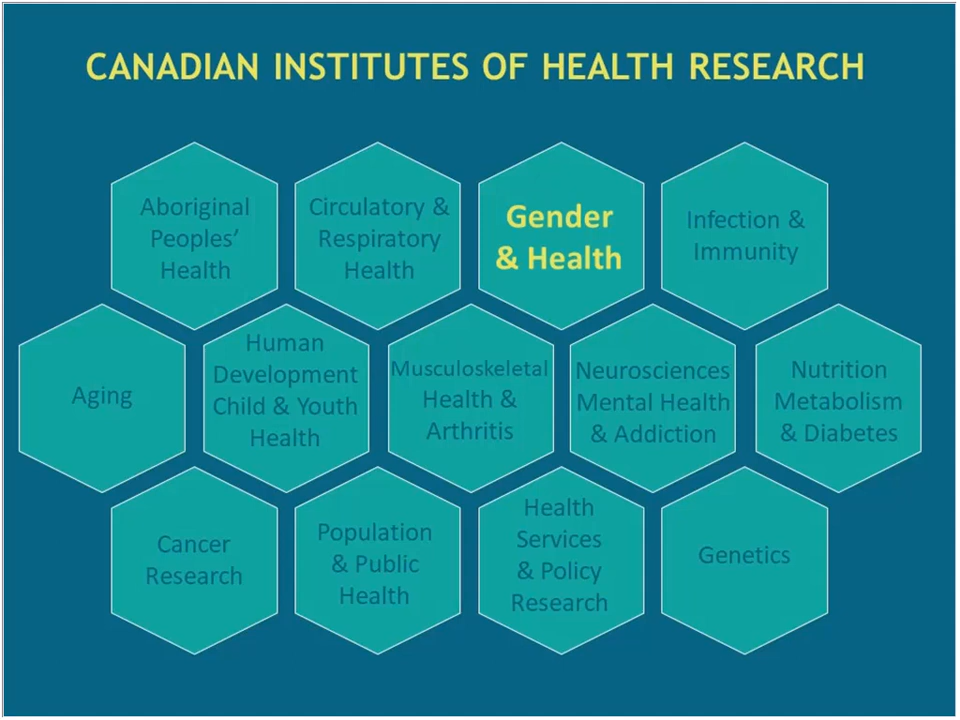 CANADIAN INSTITUTES OF HEALTH RESEARCH
Aboriginal
Peoples'
Health
Circulatory &
Respiratory
Health
Gender
& Health
Infection &
Immunity
Aging
Human
Development
Child & Youth
Health
Musculoskeletal
Health &
Arthritis
Neurosciences
Mental Health
& Addiction
Nutrition
Metabolism
& Diabetes
Cancer
Research
Population
& Public
Health
Health
Services
& Policy
Research
Genetics